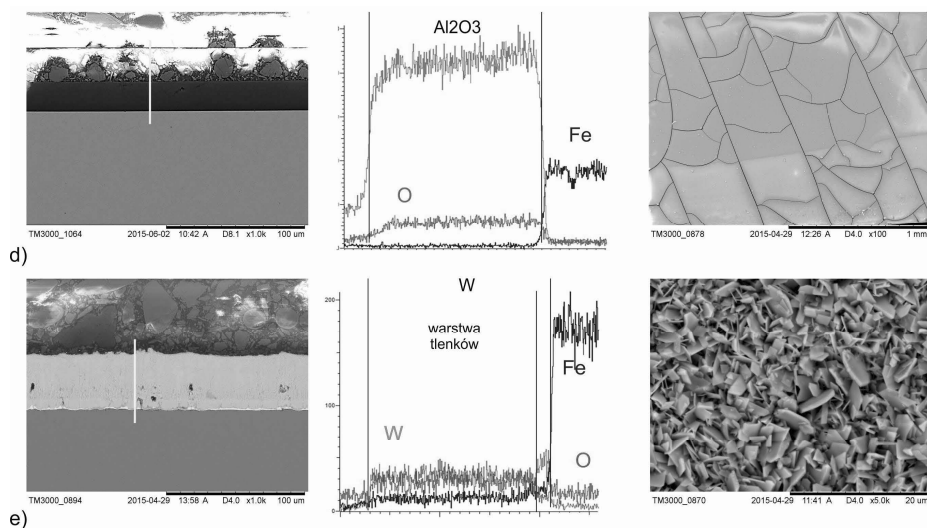 Al2O3
Fe
O
TM3000_1064 2015-06-02 10:42 A D8.1 x1.0k 100 um
TM3000_0878 2015-04-29 12:26 A D4.0 x100 1 mm
d)
200
W
warstwa
tlenków
Fe
100
W
O
0
TM3000_0894 2015-04-29 13:58 A D4.0 x1.0k 100 um
TM3000_0870 2015-04-29 11:41 A D4.0 x5.0k 20 um
e)